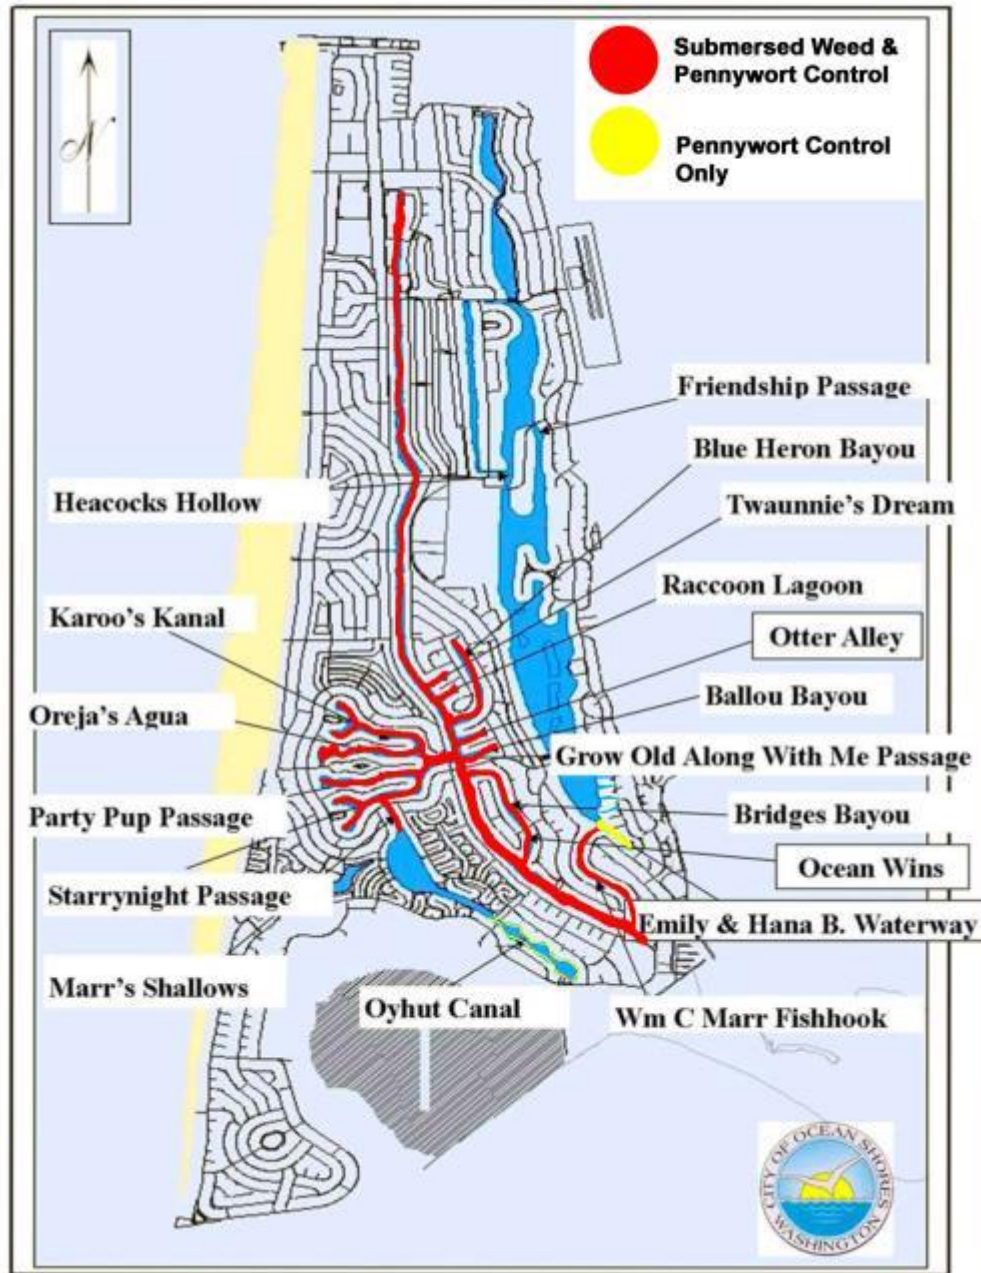 N
Submersed Weed &
Pennywort Control
Pennywort Control
Only
Friendship Passage
Blue Heron Bayou
Heacocks Hollow
Twaunnie's Dream
Raccoon Lagoon
Karoo's Kanal
Otter Alley
Ballou Bayou
Oreja's Agua
Grow Old Along With Me Passage
Party Pup Passage
Bridges Bayou
Ocean Wins
Starrynight Passage
Emily & Hana B. Waterway
Marr's Shallows
Oyhut Canal
Wm C Marr Fishhook
CITY OF OCEAN SHORES
WASHINGTON